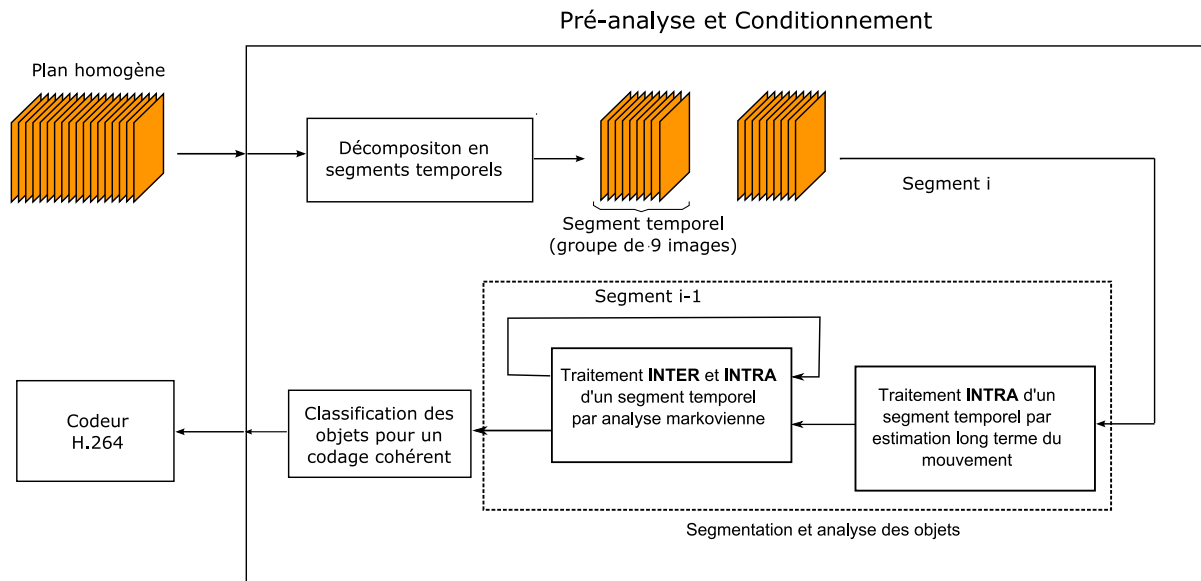 Pré-analyse et Conditionnement
Plan homogène
Décompositon en
segments temporels
Segment temporel
(groupe de 9 images)
Segment i
Segment i-1
Traitement INTER et INTRA
d'un segment temporel
par analyse markovienne
Traitement INTRA d'un
segment temporel par
estimation long terme du
mouvement
Classification des
objets pour un
codage cohérent
Codeur
H.264
Segmentation et analyse des objets